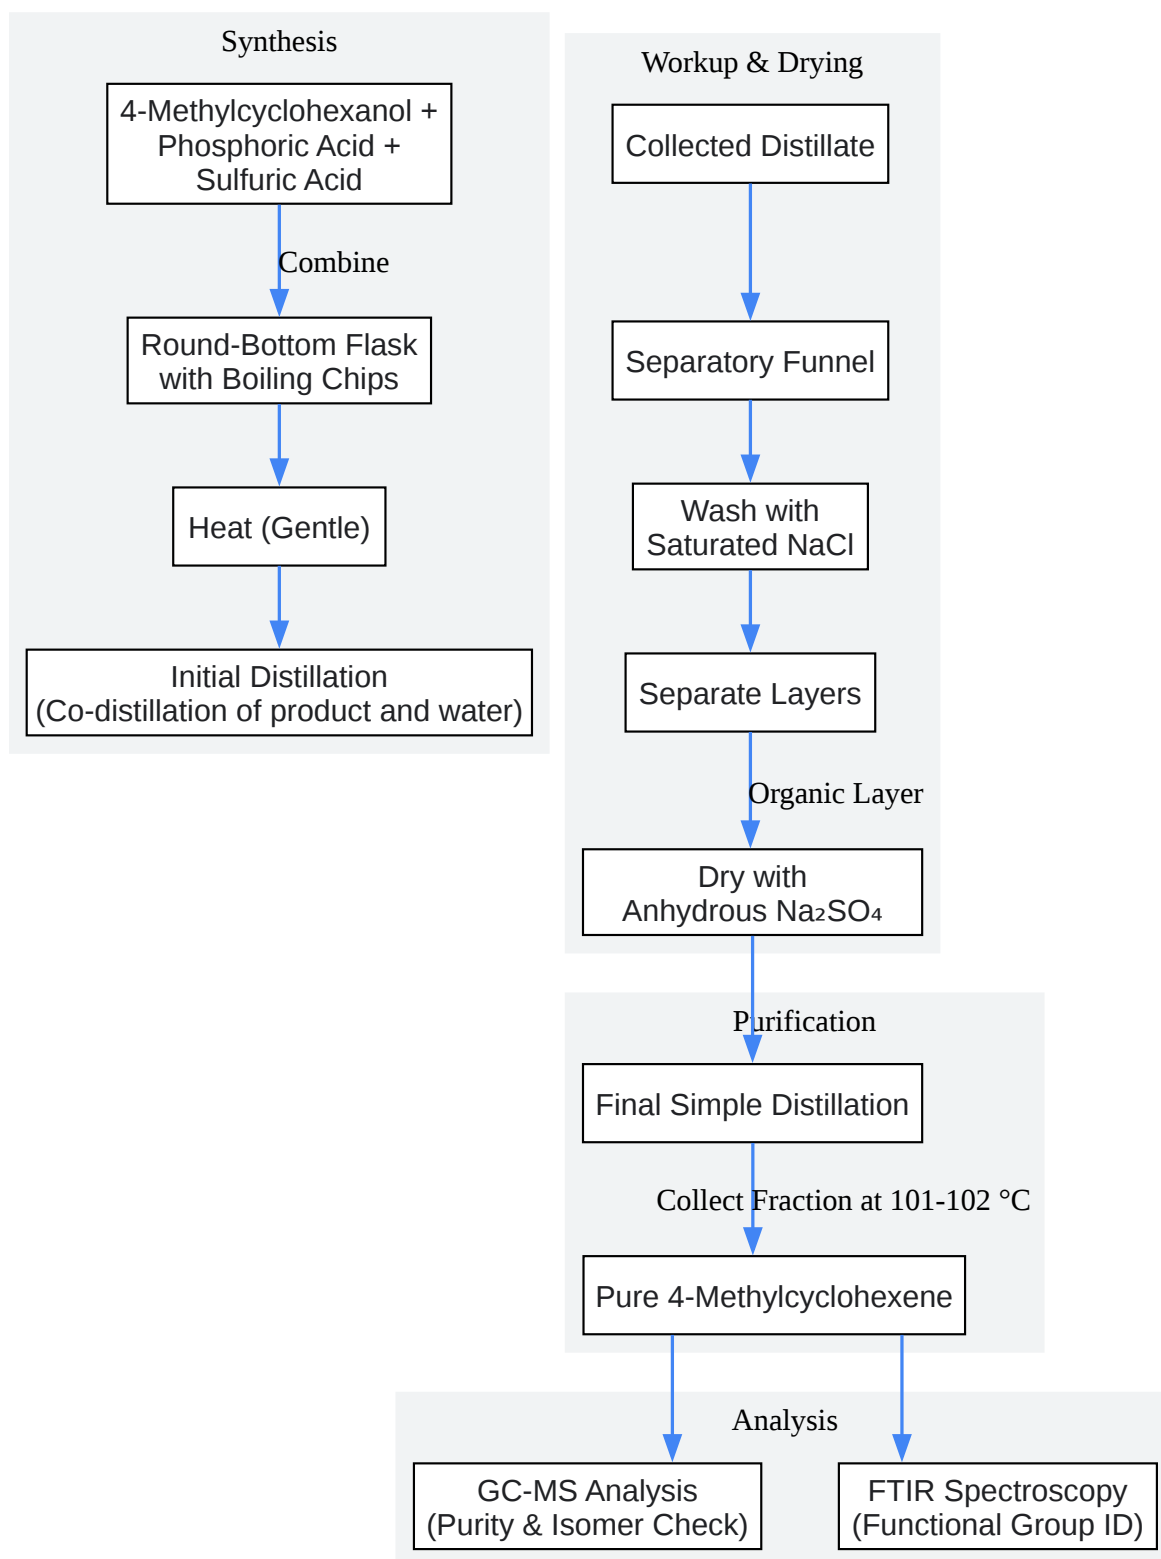 Synthesis
4-Methylcyclohexanol +
Phosphoric Acid +
Sulfuric Acid
Combine
Round-Bottom Flask
with Boiling Chips
Heat (Gentle)
Initial Distillation
(Co-distillation of product and water)
Workup & Drying
Collected Distillate
Separatory Funnel
Wash with
Saturated NaCl
Separate Layers
Organic Layer
Dry with
Anhydrous Na₂SO₄
Purification
Final Simple Distillation
Collect Fraction at 101-102 °C
Pure 4-Methylcyclohexene
Analysis
GC-MS Analysis
(Purity & Isomer Check)
FTIR Spectroscopy
(Functional Group ID)